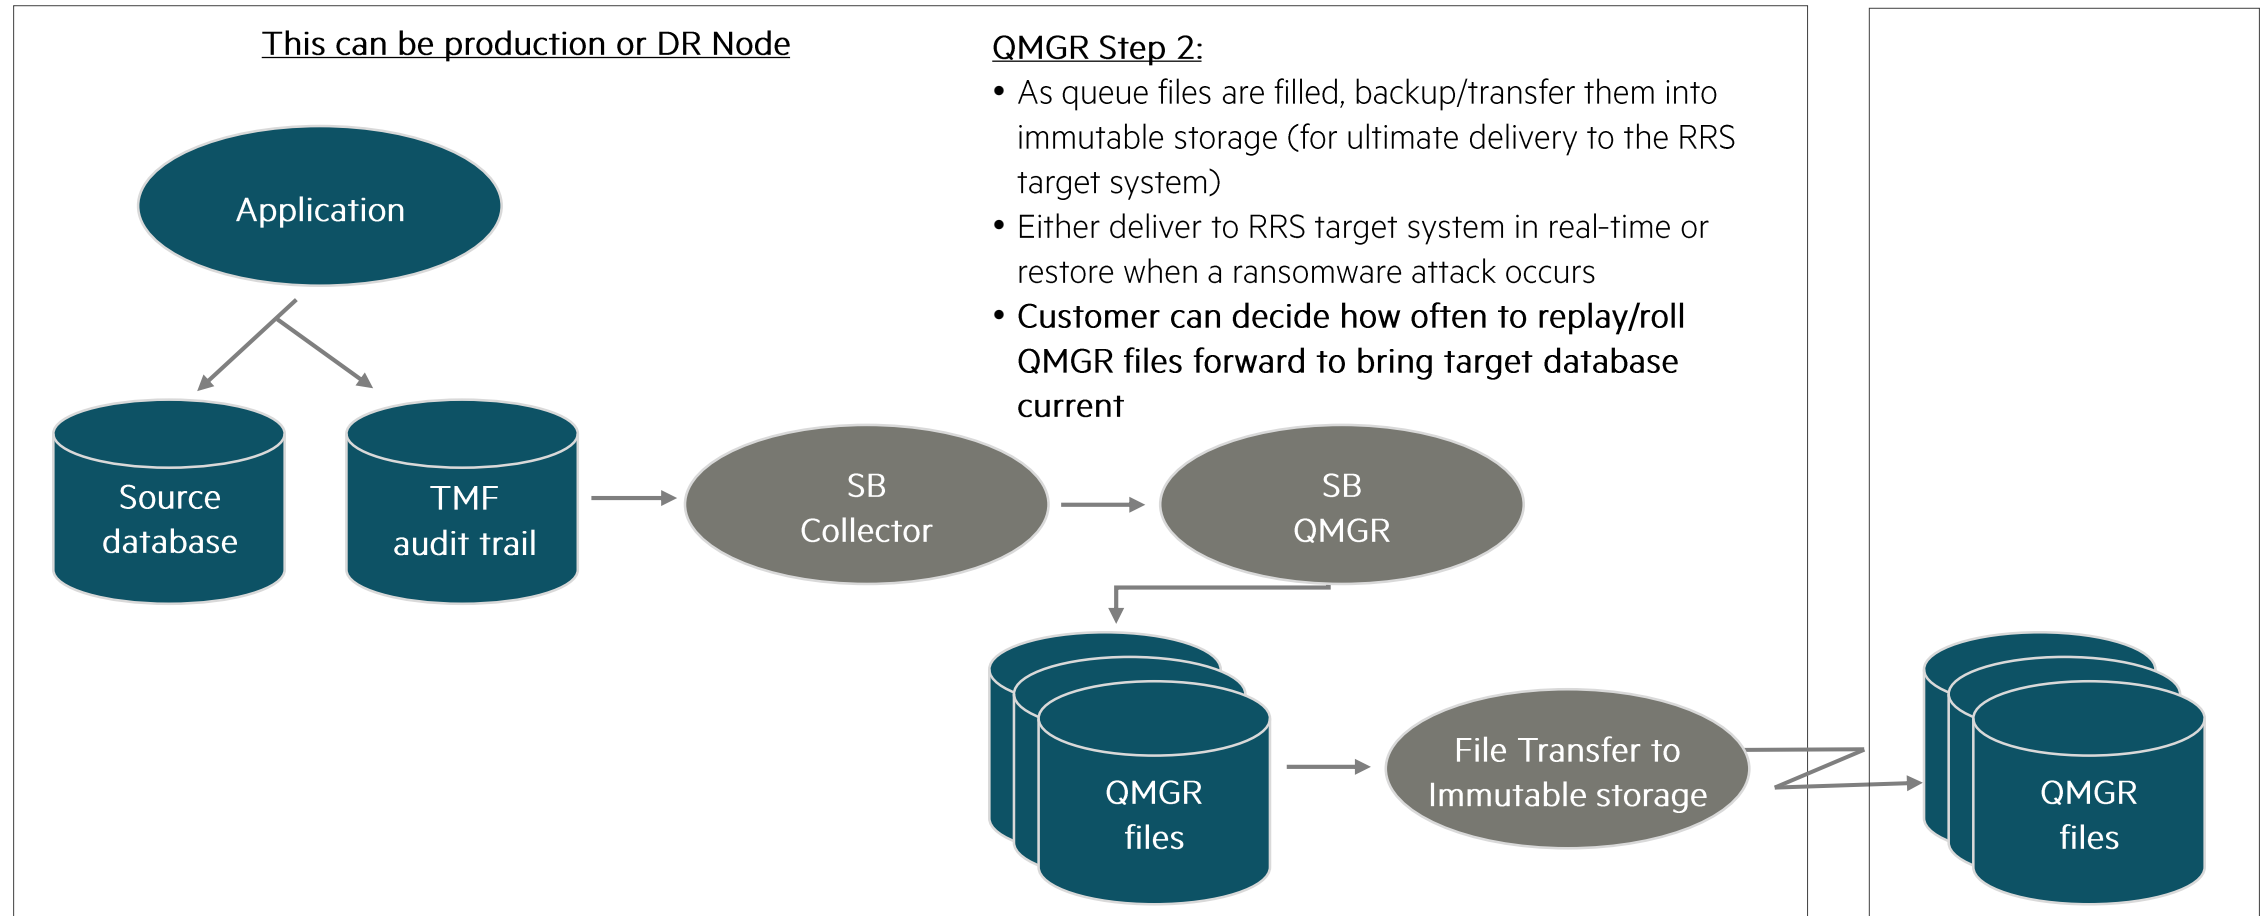 This can be production or DR Node
QMGR Step 2:
• As queue files are filled, backup/transfer them into
immutable storage (for ultimate delivery to the RRS
target system)
• Either deliver to RRS target system in real-time or
restore when a ransomware attack occurs
• Customer can decide how often to replay/roll
QMGR files forward to bring target database
current
Application
Source
database
TMF
audit trail
SB
Collector
SB
QMGR
QMGR
files
File Transfer to
Immutable storage
QMGR
files